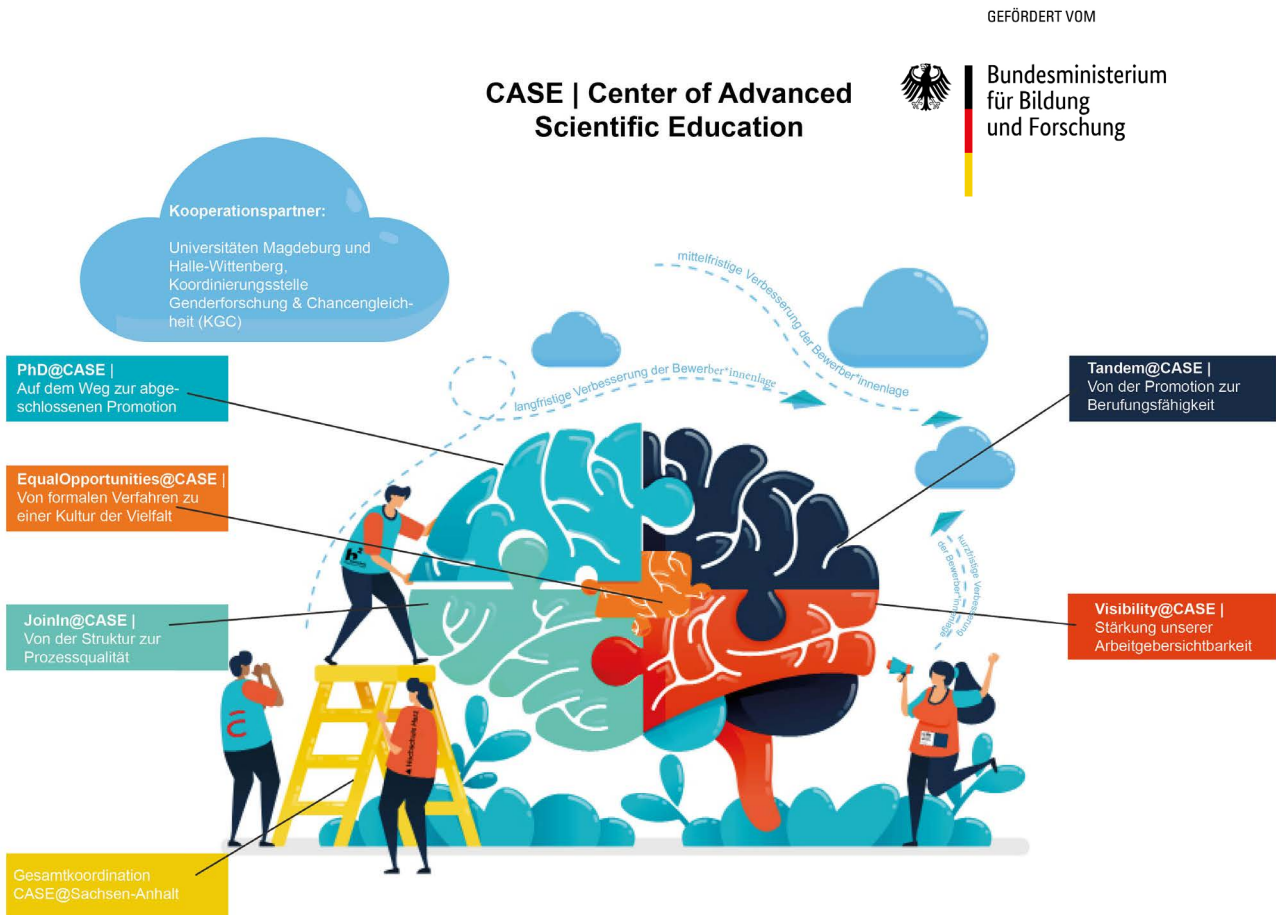 GEFÖRDERT VOM
CASE | Center of Advanced
Scientific Education
Bundesministerium
für Bildung
und Forschung
Kooperationspartner:
Universitäten Magdeburg und
Halle-Wittenberg,
Koordinierungsstelle
Genderforschung & Chancengleich-
heit (KGC)
mittelfristige Verbesserung der Bewerber*innenlage
langfristige Verbesserung der Bewerber*innenlage
PhD@CASE |
Auf dem Weg zur abge-
schlossenen Promotion
Tandem@CASE |
Von der Promotion zur
Berufungsfähigkeit
EqualOpportunities@CASE |
Von formalen Verfahren zu
einer Kultur der Vielfalt
kurzfristige Verbesserung
der Bewerber*innenlage
h²
JoinIn@CASE |
Von der Struktur zur
Prozessqualität
Visibility@CASE |
Stärkung unserer
Arbeitgebersichtbarkeit
Hochschule Harz
Gesamtkoordination
CASE@Sachsen-Anhalt